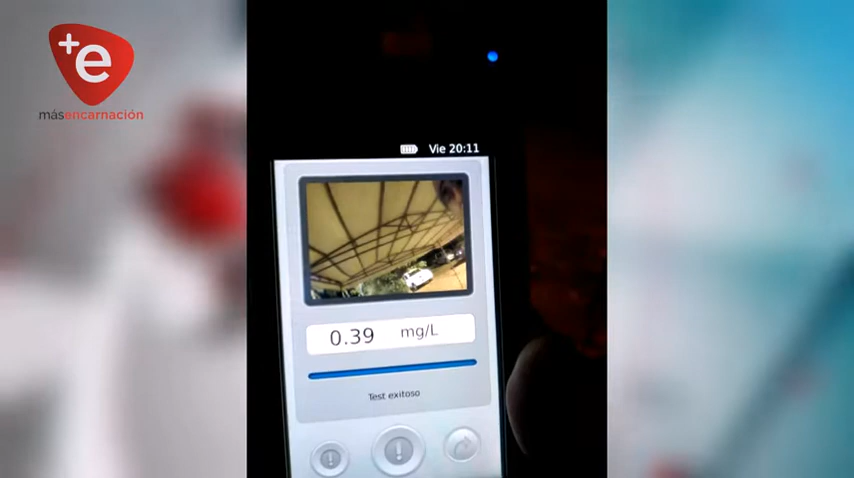 +e
másencarnación
Vie 20:11
0.39 mg/L
Test exitoso